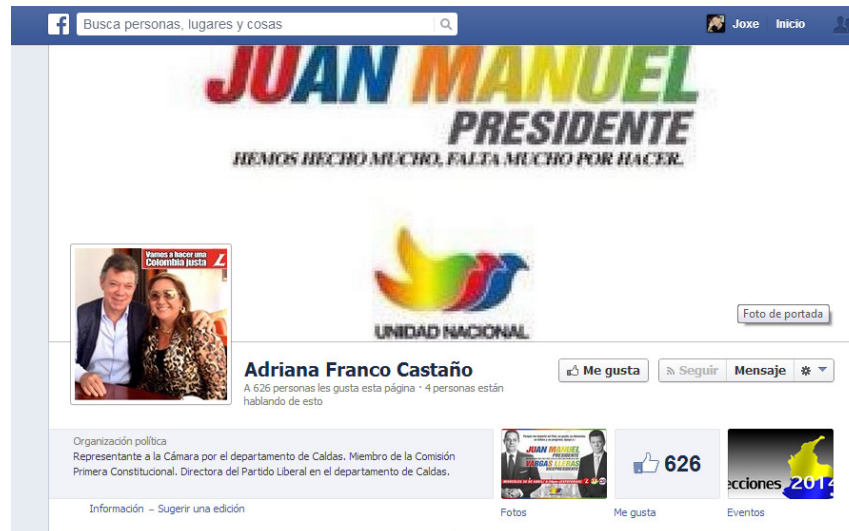 Busca personas, lugares y cosas
Joxe Inicio
JUAN MANUEL
PRESIDENTE
HEMOS HECHO MUCHO, FALTA MUCHO POR HACER.
UNIDAD NACIONAL
Vamos a hacer una
Colombia justa L
Foto de portada
Adriana Franco Castaño
A 626 personas les gusta esta página · 4 personas están
hablando de esto
Me gusta
Seguir
Mensaje
Organización política
Representante a la Cámara por el departamento de Caldas. Miembro de la Comisión
Primera Constitucional. Directora del Partido Liberal en el departamento de Caldas.
Información – Sugerir una edición
JUAN MANUEL
PRESIDENTE
VARGAS LLERAS
VICEPRESIDENTE
Fotos
626
Me gusta
ecciones 2014
Eventos